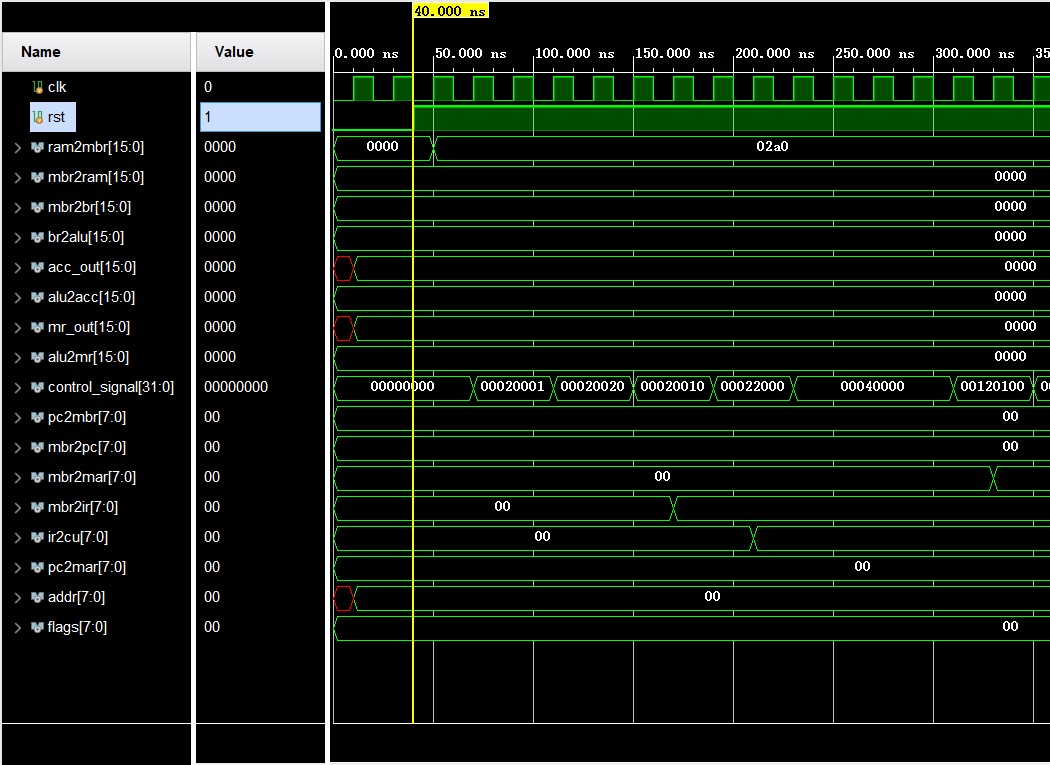 40.000 ns
Name Value
0.000 ns 50.000 ns 100.000 ns 150.000 ns 200.000 ns 250.000 ns 300.000 ns 35
clk 0
rst 1
ram2mbr[15:0] 0000 0000 02a0
mbr2ram[15:0] 0000 0000
mbr2br[15:0] 0000 0000
br2alu[15:0] 0000 0000
acc_out[15:0] 0000 0000
alu2acc[15:0] 0000 0000
mr_out[15:0] 0000 0000
alu2mr[15:0] 0000 0000
control_signal[31:0] 00000000 00000000 00020001 00020020 00020010 00022000 00040000 00120100 00
pc2mbr[7:0] 00 00
mbr2pc[7:0] 00 00
mbr2mar[7:0] 00 00
mbr2ir[7:0] 00 00
ir2cu[7:0] 00 00
pc2mar[7:0] 00 00
addr[7:0] 00 00
flags[7:0] 00 00